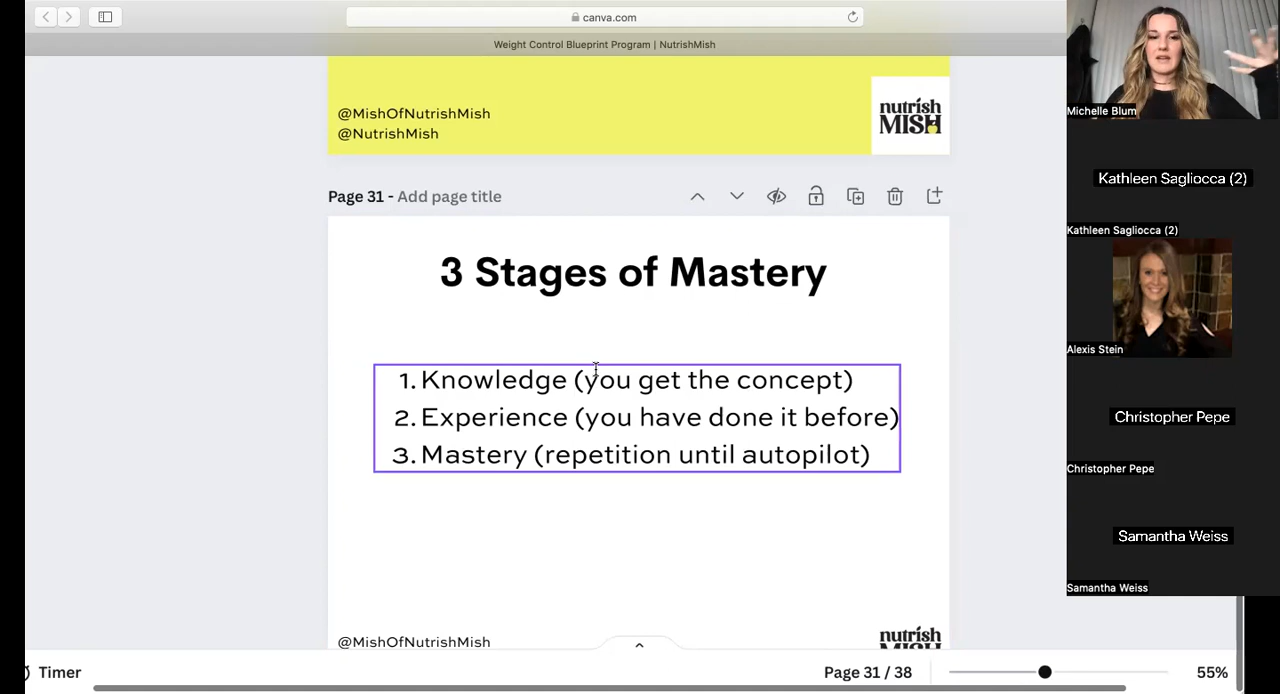 canva.com
Weight Control Blueprint Program | NutrishMish
@MishOfNutrishMish
@NutrishMish
nutrish
MISH
Page 31 - Add page title
3 Stages of Mastery
1. Knowledge (you get the concept)
2. Experience (you have done it before)
3. Mastery (repetition until autopilot)
@MishOfNutrishMish
nutrish
MISH
Timer
Page 31 / 38
55%
Michelle Blum
Kathleen Sagliocca (2)
Kathleen Sagliocca (2)
Alexis Stein
Christopher Pepe
Christopher Pepe
Samantha Weiss
Samantha Weiss